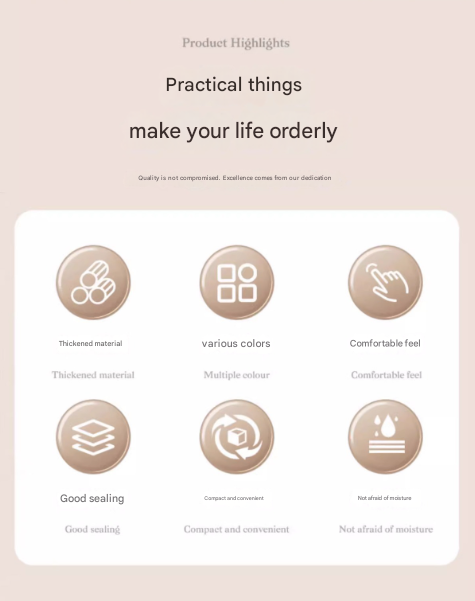 Product Highlights
Practical things
make your life orderly
Quality is not compromised. Excellence comes from our dedication
Thickened material
various colors
Comfortable feel
Thickened material
Multiple colour
Comfortable feel
Good sealing
Compact and convenient
Not afraid of moisture
Good sealing
Compact and convenient
Not afraid of moisture